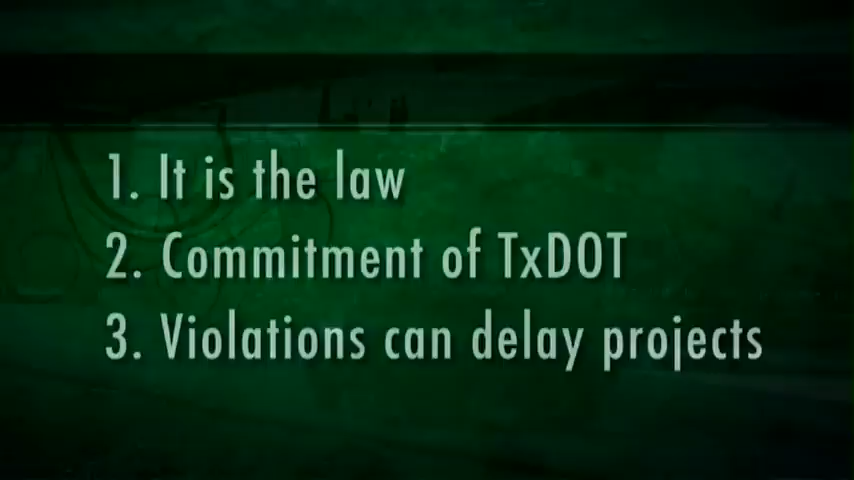 1. It is the law
2. Commitment of TxDOT
3. Violations can delay projects